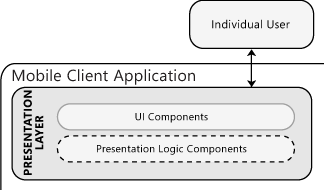 Individual User
Mobile Client Application
PRESENTATION
LAYER
UI Components
Presentation Logic Components